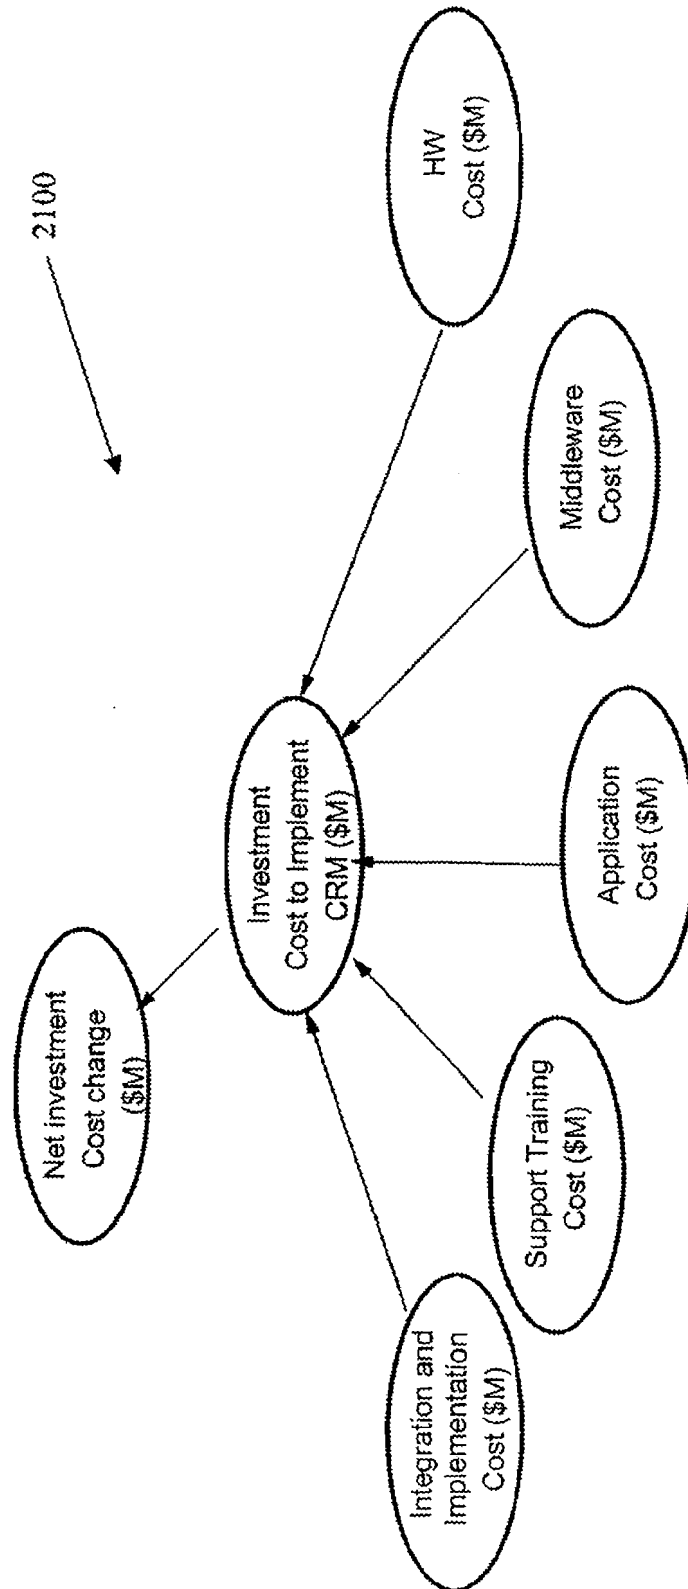 2100
Net investment
Cost change
($M)
Investment
Cost to Implement
CRM ($M)
Integration and
Implementation
Cost ($M)
Support Training
Cost ($M)
Application
Cost ($M)
Middleware
Cost ($M)
HW
Cost ($M)